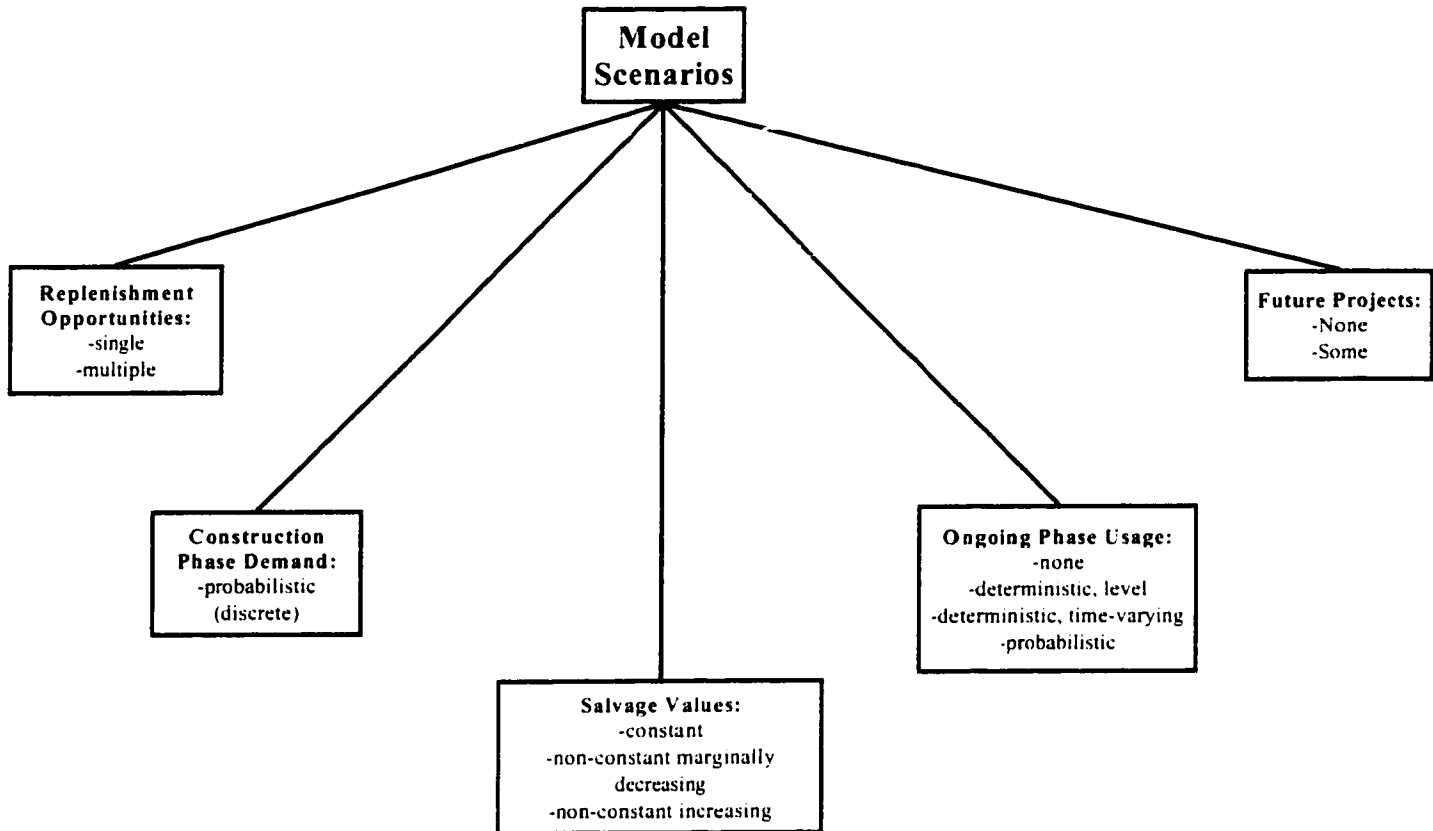 Model
Scenarios
Replenishment
Opportunities:
-single
-multiple
Future Projects:
-None
-Some
Construction
Phase Demand:
-probabilistic
(discrete)
Ongoing Phase Usage:
-none
-deterministic, level
-deterministic, time-varying
-probabilistic
Salvage Values:
-constant
-non-constant marginally
decreasing
-non-constant increasing